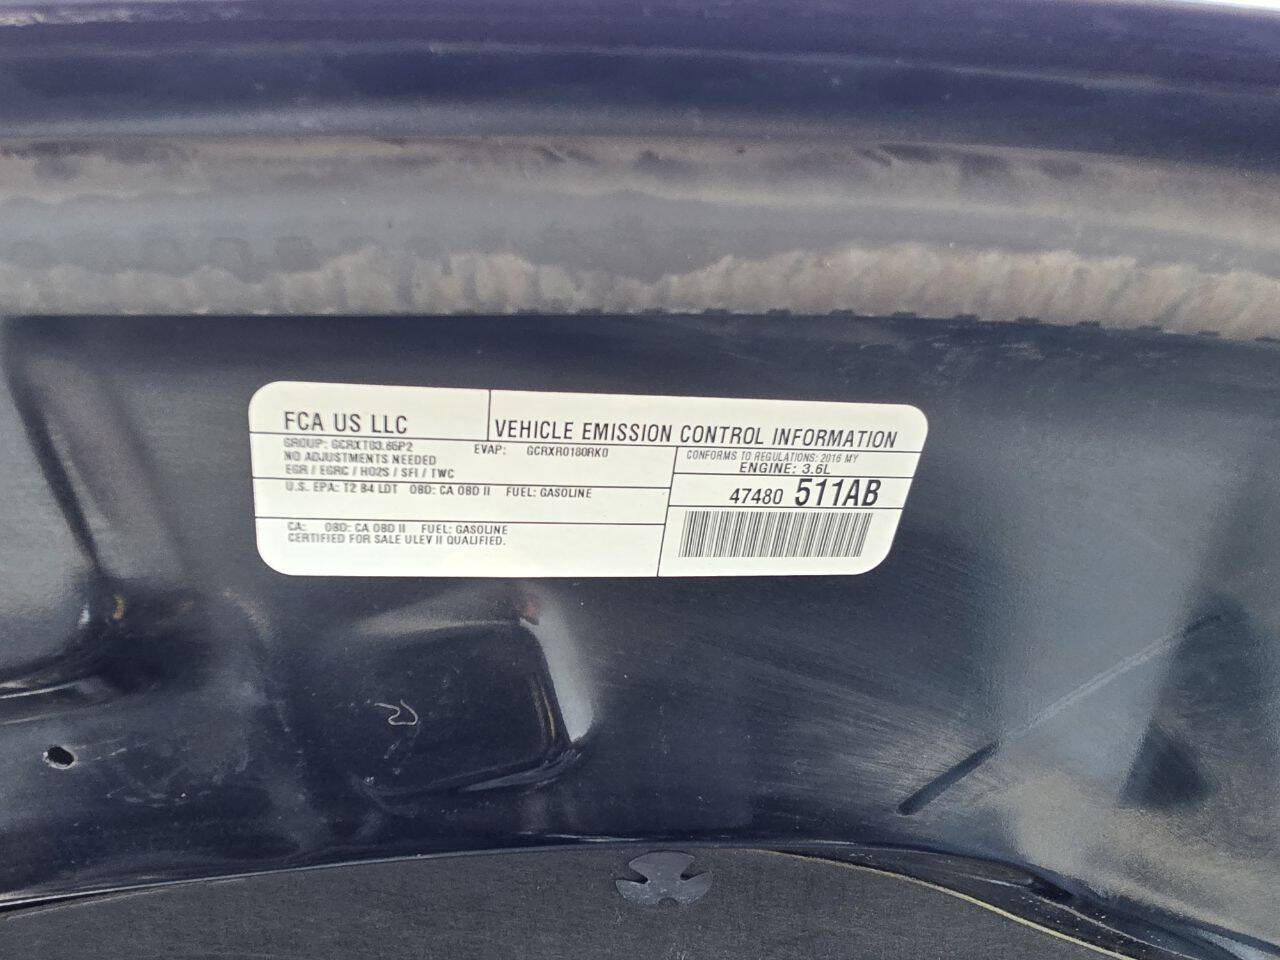 FCA US LLC
VEHICLE EMISSION CONTROL INFORMATION
GROUP: GCRXT03.65P2
EVAP: GCRXR0180RK0
NO ADJUSTMENTS NEEDED
EGR / EGRC / HO2S / SFI / TWC
CONFORMS TO REGULATIONS: 2016 MY
ENGINE: 3.6L
U.S. EPA: T2 B4 LDT OBD: CA OBD II FUEL: GASOLINE
47480 511AB
CA: OBD: CA OBD II FUEL: GASOLINE
CERTIFIED FOR SALE ULEV II QUALIFIED.